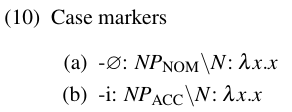 (10) Case markers
(a) -∅: NP_NOM\N: λx.x
(b) -i: NP_ACC\N: λx.x